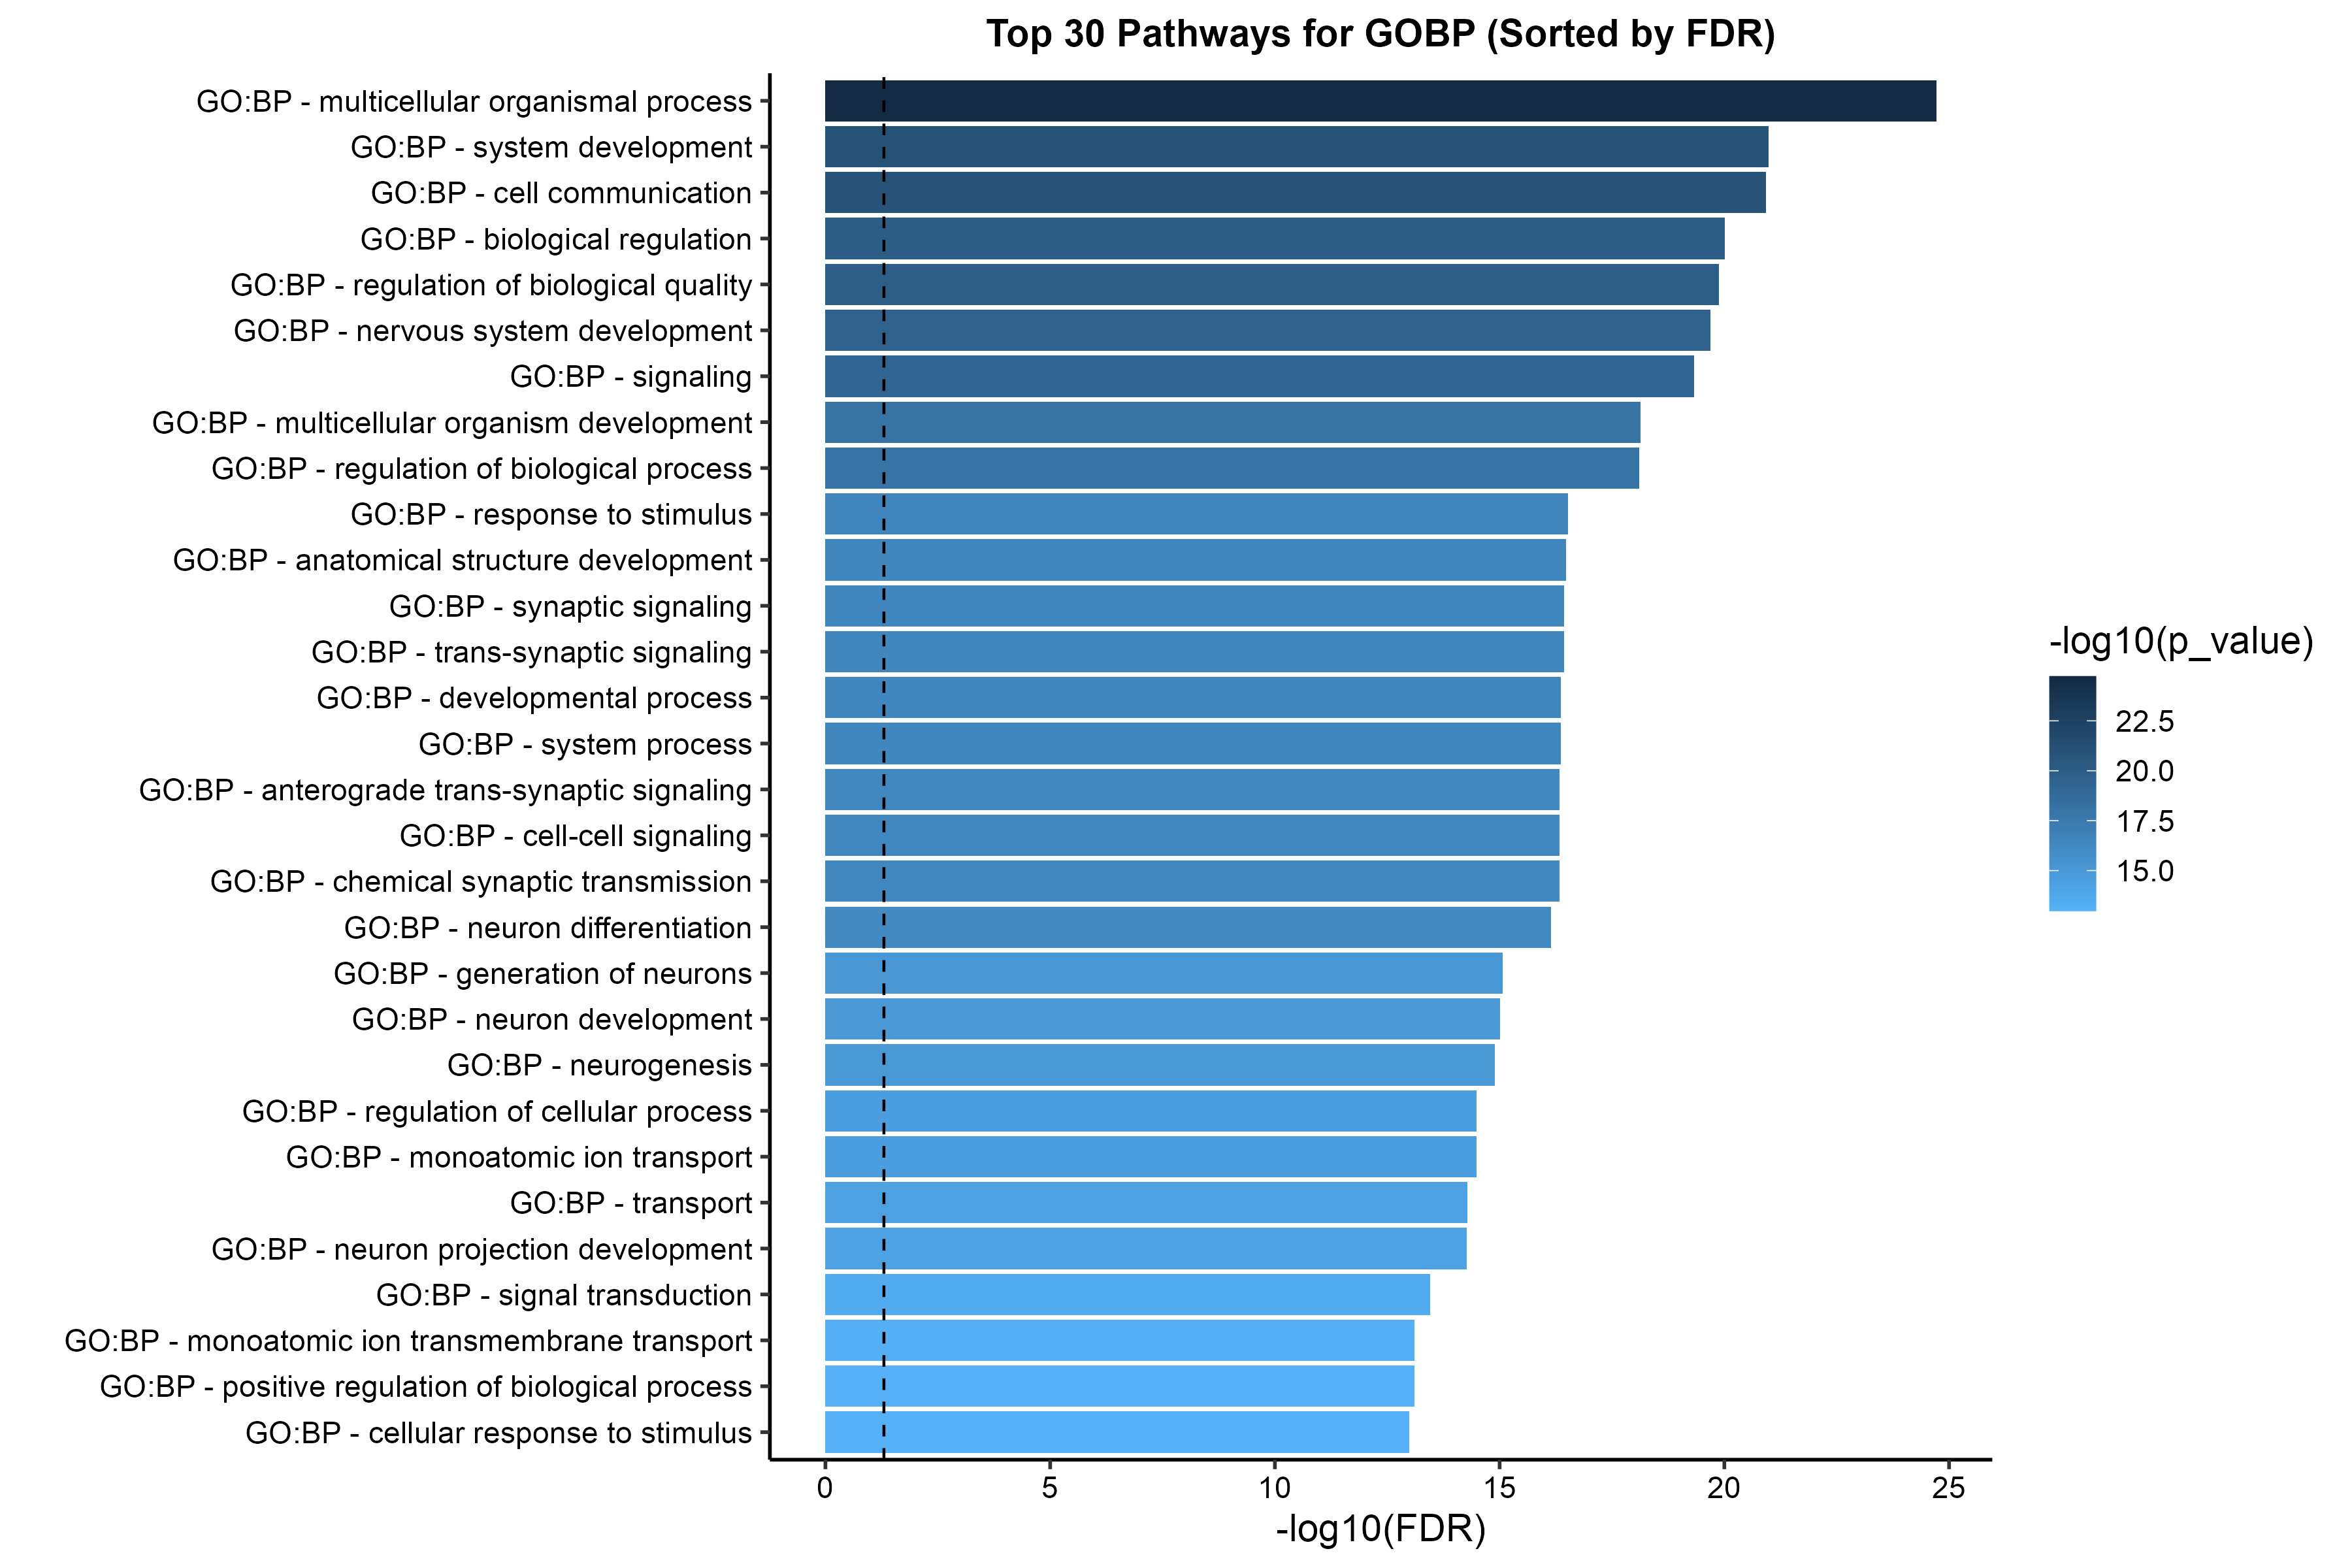 Top 30 Pathways for GOBP (Sorted by FDR)
GO:BP - multicellular organismal process
GO:BP - system development
GO:BP - cell communication
GO:BP - biological regulation
GO:BP - regulation of biological quality
GO:BP - nervous system development
GO:BP - signaling
GO:BP - multicellular organism development
GO:BP - regulation of biological process
GO:BP - response to stimulus
GO:BP - anatomical structure development
GO:BP - synaptic signaling
GO:BP - trans-synaptic signaling
GO:BP - developmental process
GO:BP - system process
GO:BP - anterograde trans-synaptic signaling
GO:BP - cell-cell signaling
GO:BP - chemical synaptic transmission
GO:BP - neuron differentiation
GO:BP - generation of neurons
GO:BP - neuron development
GO:BP - neurogenesis
GO:BP - regulation of cellular process
GO:BP - monoatomic ion transport
GO:BP - transport
GO:BP - neuron projection development
GO:BP - signal transduction
GO:BP - monoatomic ion transmembrane transport
GO:BP - positive regulation of biological process
GO:BP - cellular response to stimulus
0 5 10 15 20 25
-log10(FDR)
-log10(p_value)
22.5
20.0
17.5
15.0